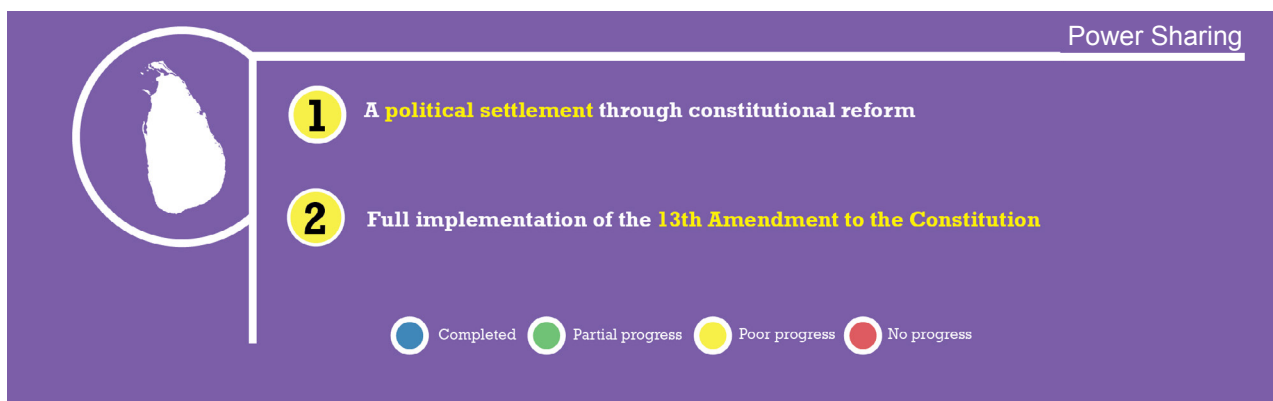 Power Sharing
1 A political settlement through constitutional reform
2 Full implementation of the 13th Amendment to the Constitution
Completed Partial progress Poor progress No progress